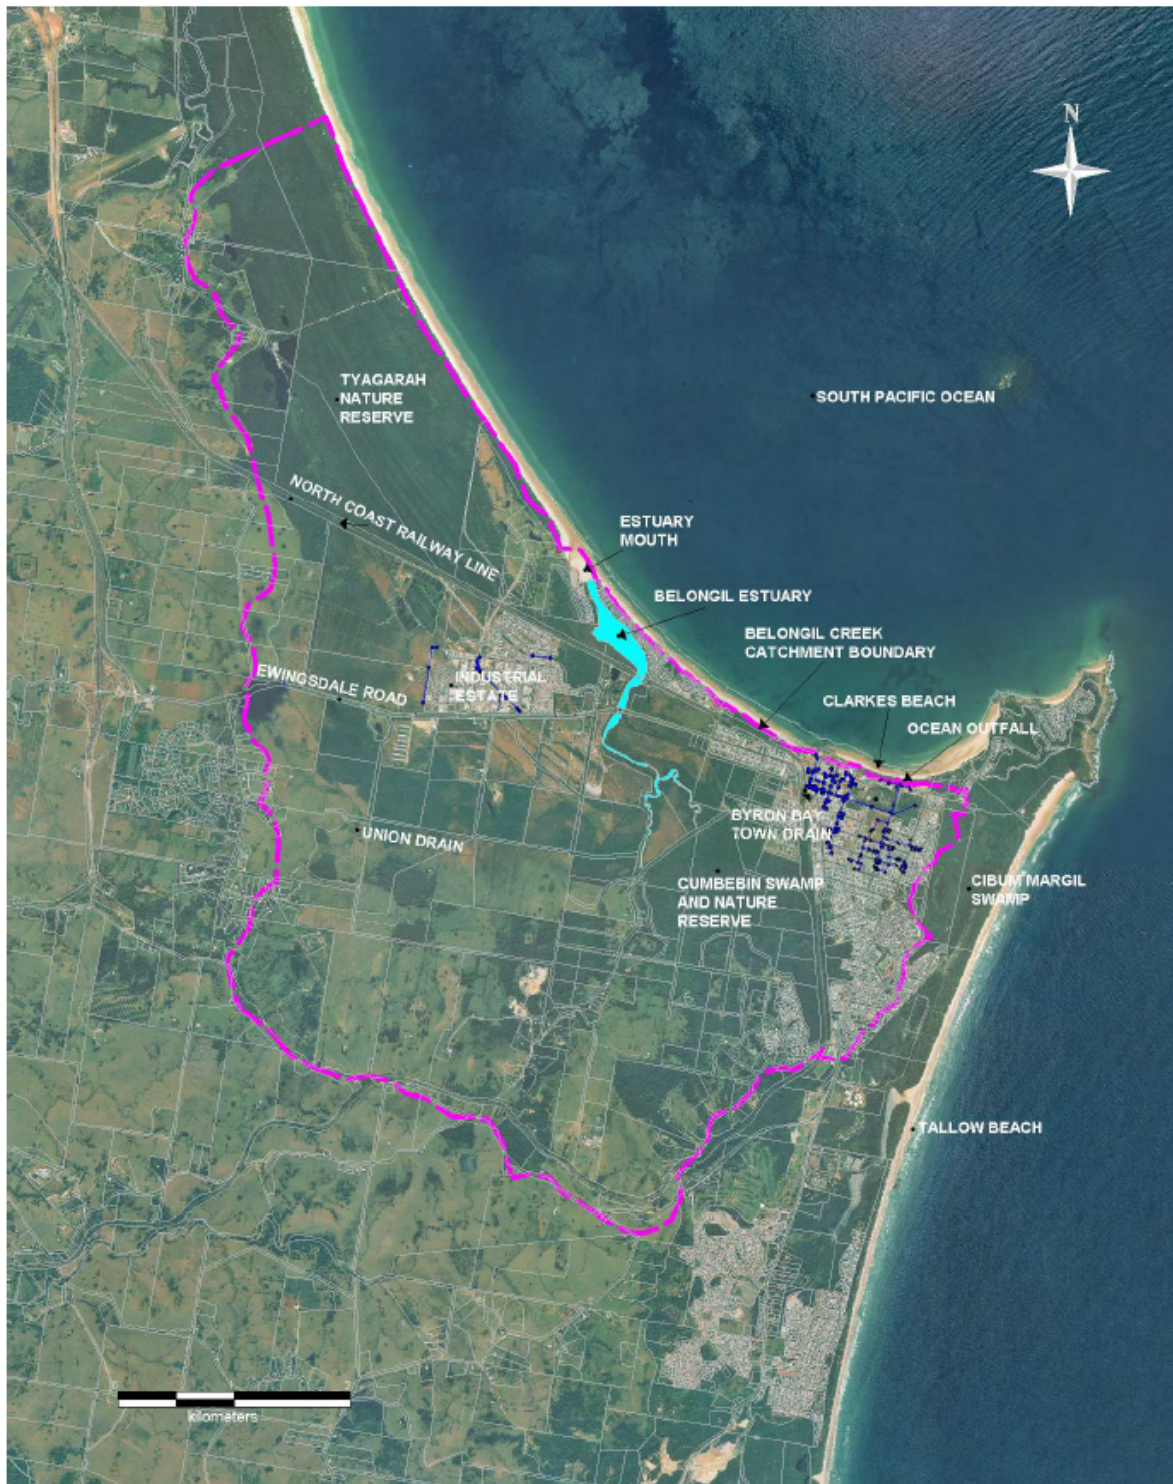 N
TYAGARAH
NATURE
RESERVE
SOUTH PACIFIC OCEAN
NORTH COAST RAILWAY LINE
ESTUARY
MOUTH
BELONGIL ESTUARY
BELONGIL CREEK
CATCHMENT BOUNDARY
EWINGSDALE ROAD
INDUSTRIAL
ESTATE
CLARKES BEACH
OCEAN OUTFALL
BYRON BAY
TOWN DRAIN
UNION DRAIN
CUMBEBIN SWAMP
AND NATURE
RESERVE
CIBUM MARGIL
SWAMP
TALLOW BEACH
kilometers